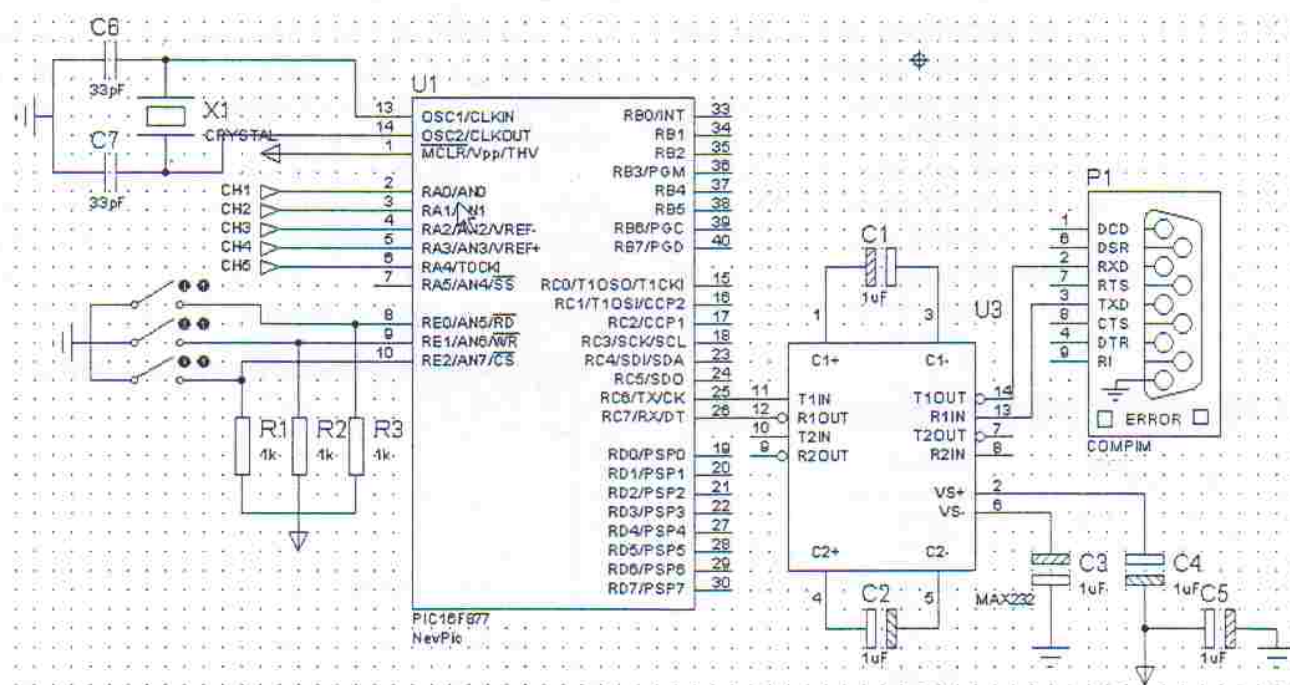 C6
33pF
X1
CRYSTAL
C7
33pF
U1
13 OSC1/CLKIN
14 OSC2/CLKOUT
1 MCLR/Vpp/THV
CH1 2 RA0/AN0
CH2 3 RA1/AN1
CH3 4 RA2/AN2/VREF-
CH4 5 RA3/AN3/VREF+
CH5 6 RA4/T0CKI
7 RA5/AN4/SS
8 RE0/AN5/RD
9 RE1/AN6/WR
10 RE2/AN7/CS
RB0/INT 33
RB1 34
RB2 35
RB3/PGM 36
RB4 37
RB5 38
RB6/PGC 39
RB7/PGD 40
RC0/T1OSO/T1CKI 15
RC1/T1OSI/CCP2 16
RC2/CCP1 17
RC3/SCK/SCL 18
RC4/SDI/SDA 23
RC5/SDO 24
RC6/TX/CK 25
RC7/RX/DT 26
RD0/PSP0 19
RD1/PSP1 20
RD2/PSP2 21
RD3/PSP3 22
RD4/PSP4 27
RD5/PSP5 28
RD6/PSP6 29
RD7/PSP7 30
PIC16F877
NewPic
R1 R2 R3
4k 4k 4k
C1
1uF
1 3
U3
C1+ C1-
11 T1IN T1OUT 14
12 R1OUT R1IN 13
10 T2IN T2OUT 7
9 R2OUT R2IN 8
VS+ 2
VS- 6
C2+ C2-
4 5
MAX232
C2
1uF
C3
1uF
C4
1uF
C5
1uF
P1
1 DCD
6 DSR
2 RXD
7 RTS
3 TXD
8 CTS
4 DTR
9 RI
ERROR
COMPIM